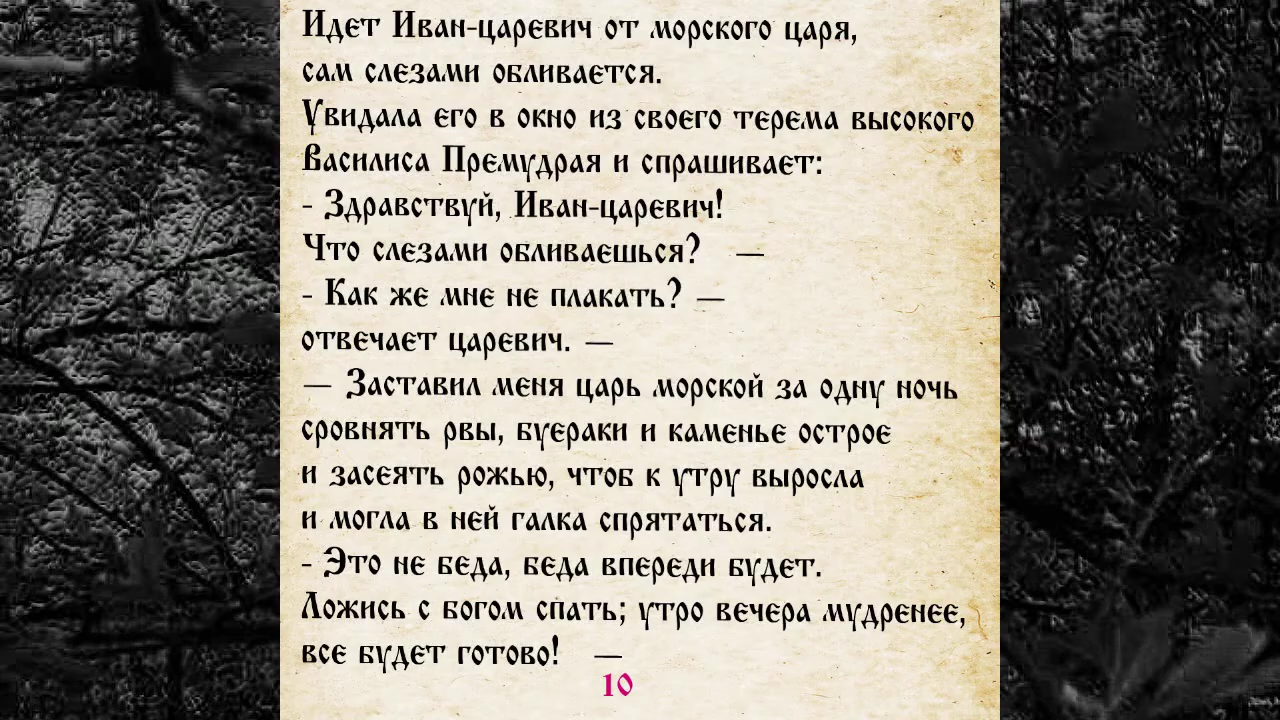 Идет Иван-царевич от морского царя,
сам слезами обливается.
Увидала его в окно из своего терема высокого
Василиса Премудрая и спрашивает:
- Здравствуй, Иван-царевич!
Что слезами обливаешься? —
- Как же мне не плакать? —
отвечает царевич. —
— Заставил меня царь морской за одну ночь
сровнять рвы, буераки и каменье острое
и засеять рожью, чтоб к утру выросла
и могла в ней галка спрятаться.
- Это не беда, беда впереди будет.
Ложись с богом спать; утро вечера мудренее,
все будет готово! —
10